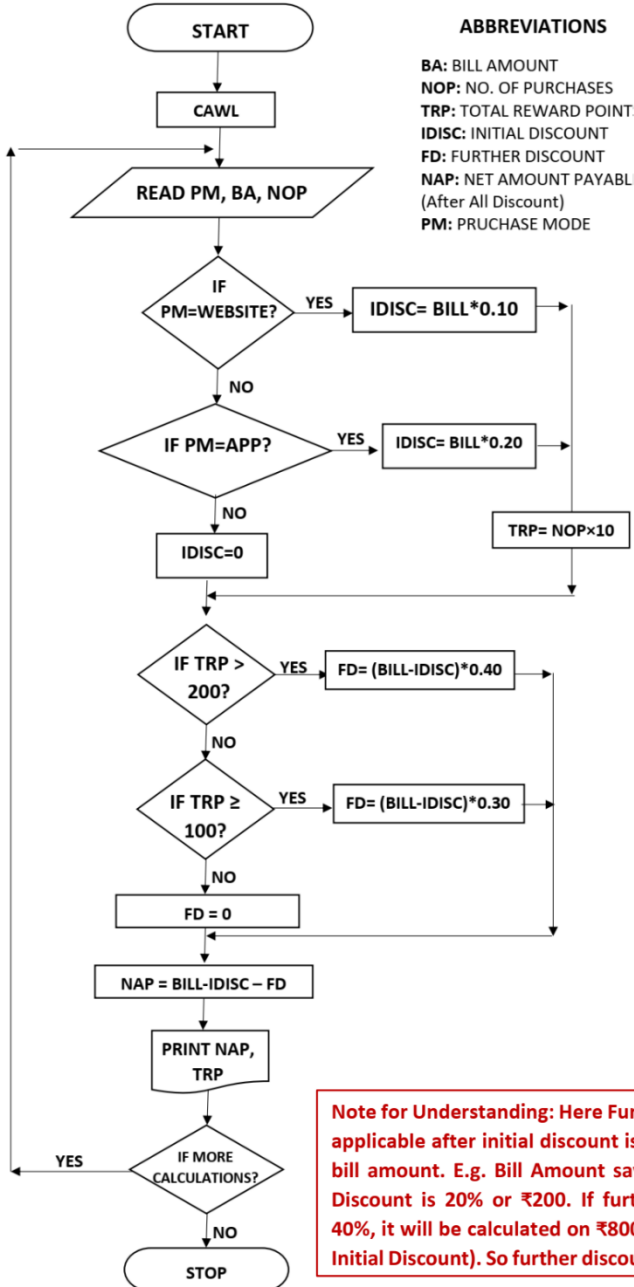 START
ABBREVIATIONS
BA: BILL AMOUNT
NOP: NO. OF PURCHASES
TRP: TOTAL REWARD POINTS
IDISC: INITIAL DISCOUNT
FD: FURTHER DISCOUNT
NAP: NET AMOUNT PAYABL
(After All Discount)
PM: PRUCHASE MODE
CAWL
READ PM, BA, NOP
IF
PM=WEBSITE?
YES
IDISC= BILL*0.10
NO
IF PM=APP?
YES
IDISC= BILL*0.20
NO
IDISC=0
TRP= NOP×10
IF TRP >
200?
YES
FD= (BILL-IDISC)*0.40
NO
IF TRP ≥
100?
YES
FD= (BILL-IDISC)*0.30
NO
FD = 0
NAP = BILL-IDISC – FD
PRINT NAP,
TRP
IF MORE
CALCULATIONS?
YES
NO
STOP
Note for Understanding: Here Fur
applicable after initial discount is
bill amount. E.g. Bill Amount sa
Discount is 20% or ₹200. If furt
40%, it will be calculated on ₹800
Initial Discount). So further discou